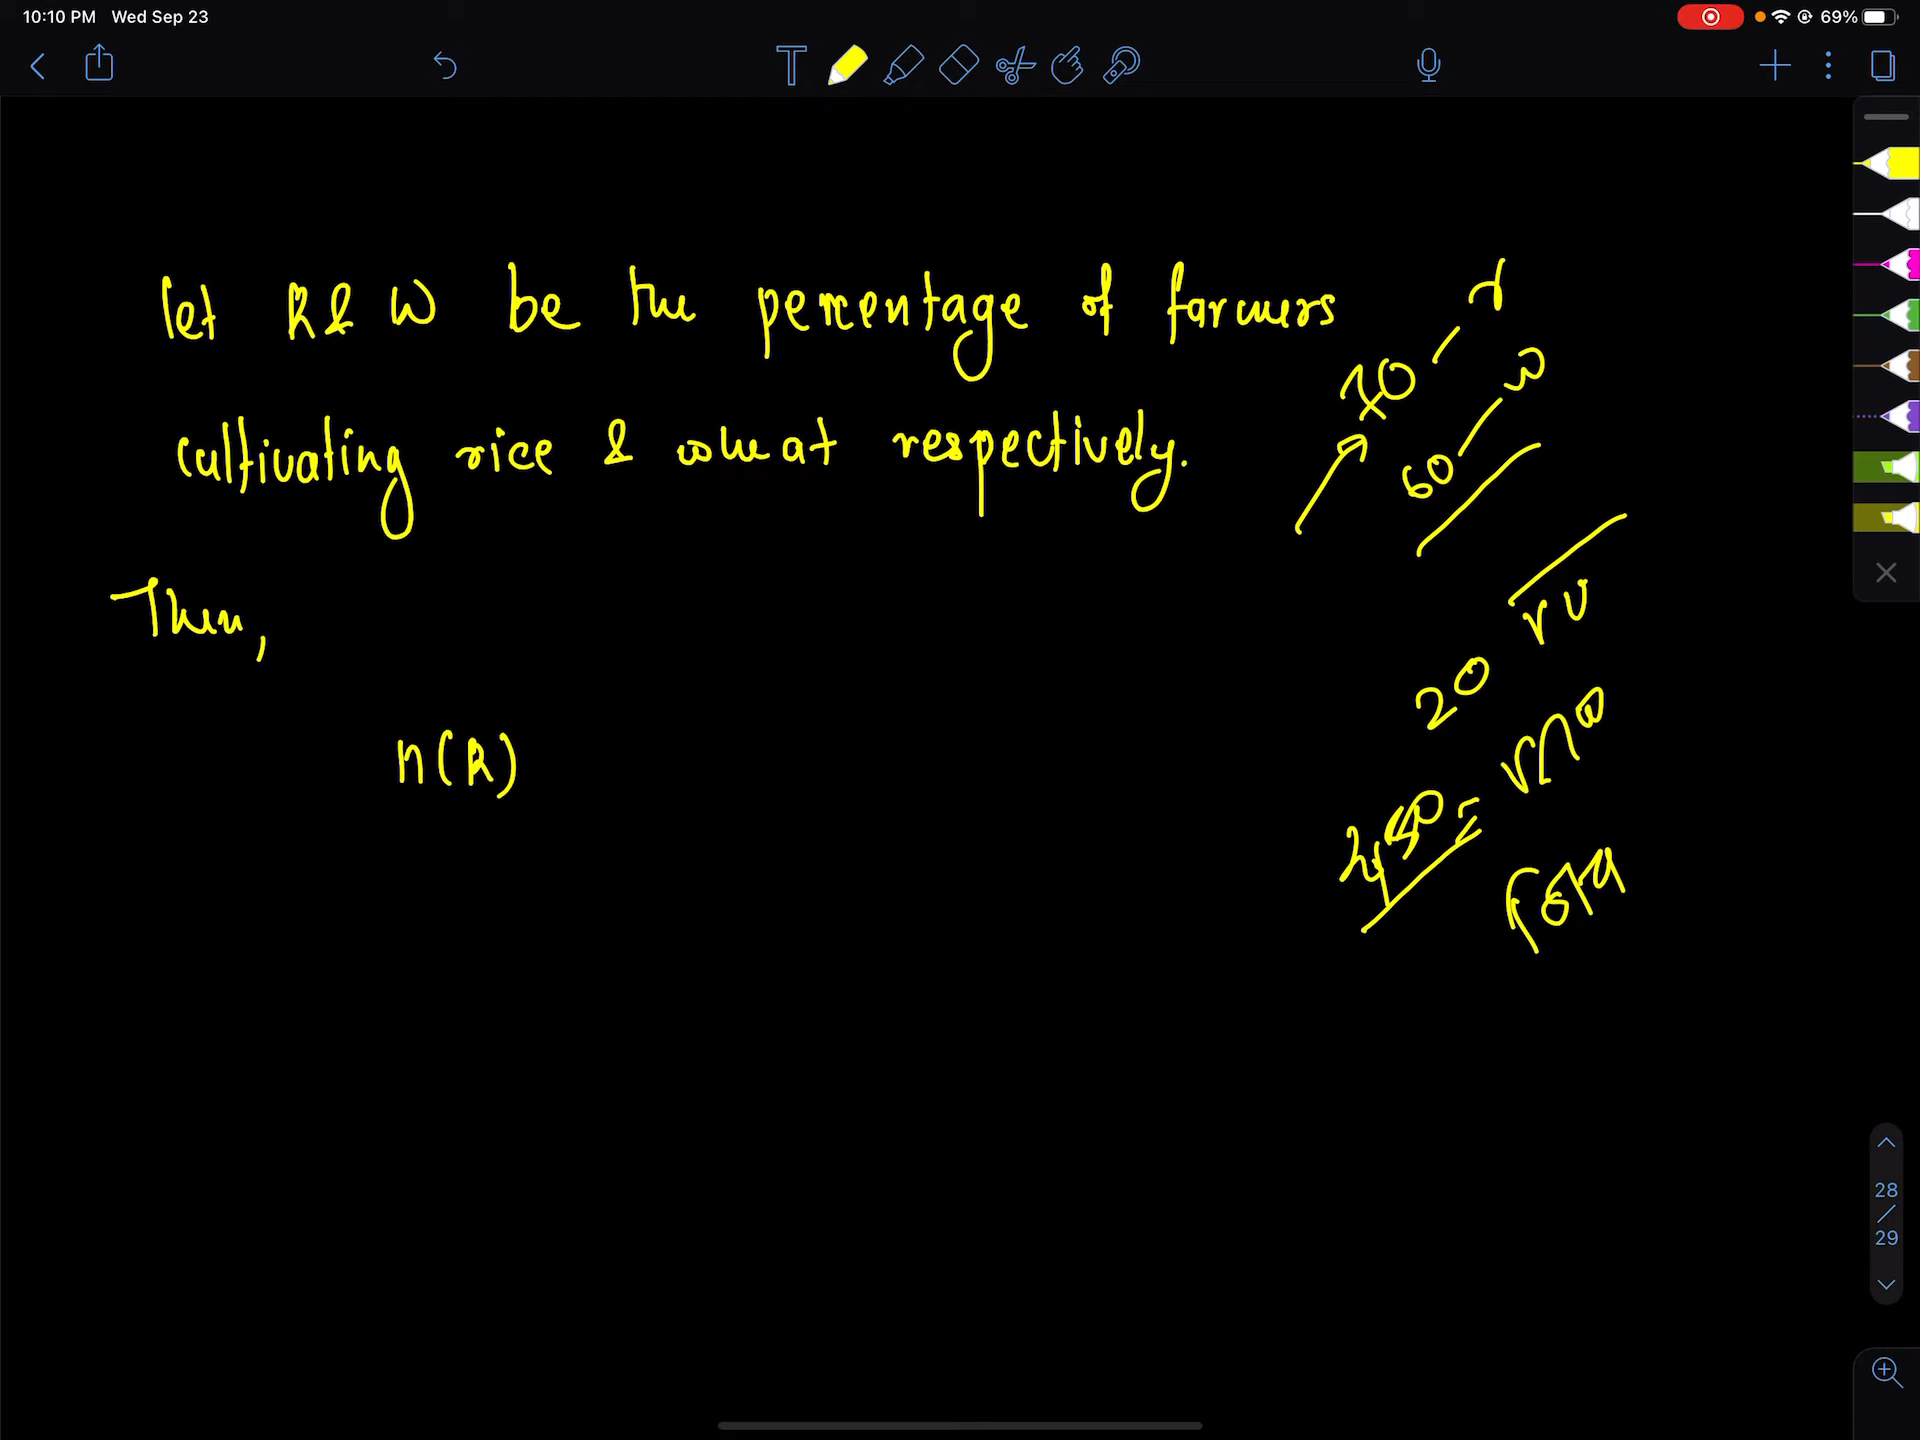 10:10 PM Wed Sep 23
69%
let R & W be the percentage of farmers
cultivating rice & wheat respectively.
Then,
n(R)
70 — r
60 — w
20
28
/
29